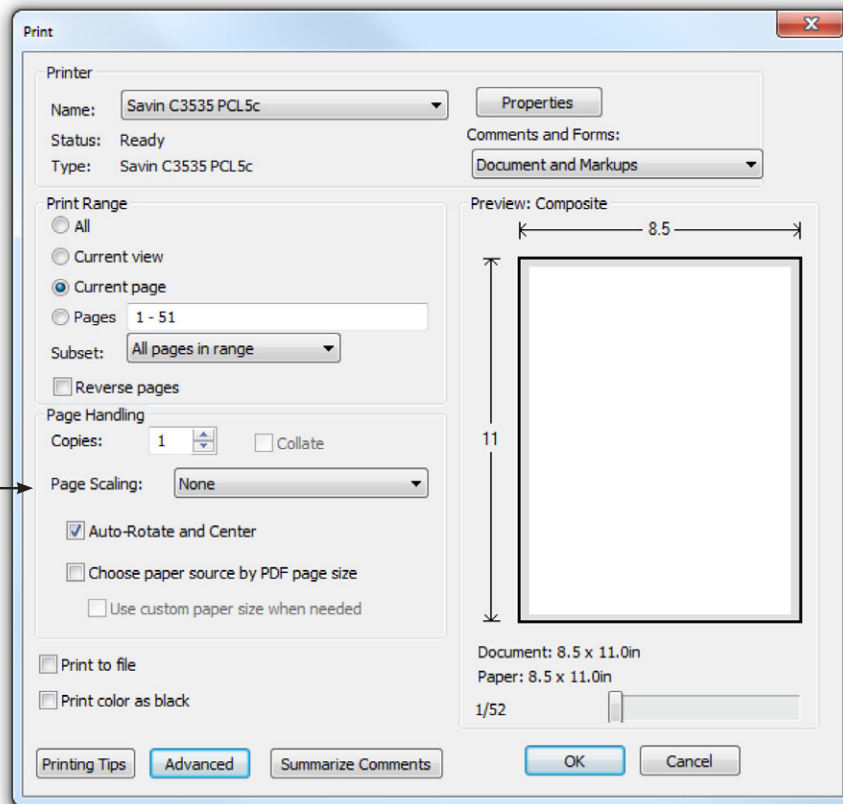 Print
Printer
Name: Savin C3535 PCL5c
Properties
Status: Ready
Comments and Forms:
Type: Savin C3535 PCL5c
Document and Markups
Print Range
All
Current view
Current page
Pages 1 - 51
Subset: All pages in range
Reverse pages
Page Handling
Copies: 1 Collate
Page Scaling: None
Auto-Rotate and Center
Choose paper source by PDF page size
Use custom paper size when needed
Print to file
Print color as black
Preview: Composite
8.5
11
Document: 8.5 x 11.0in
Paper: 8.5 x 11.0in
1/52
Printing Tips Advanced Summarize Comments OK Cancel